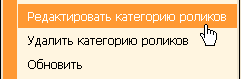 Редактировать категорию роликов
Удалить категорию роликов
Обновить